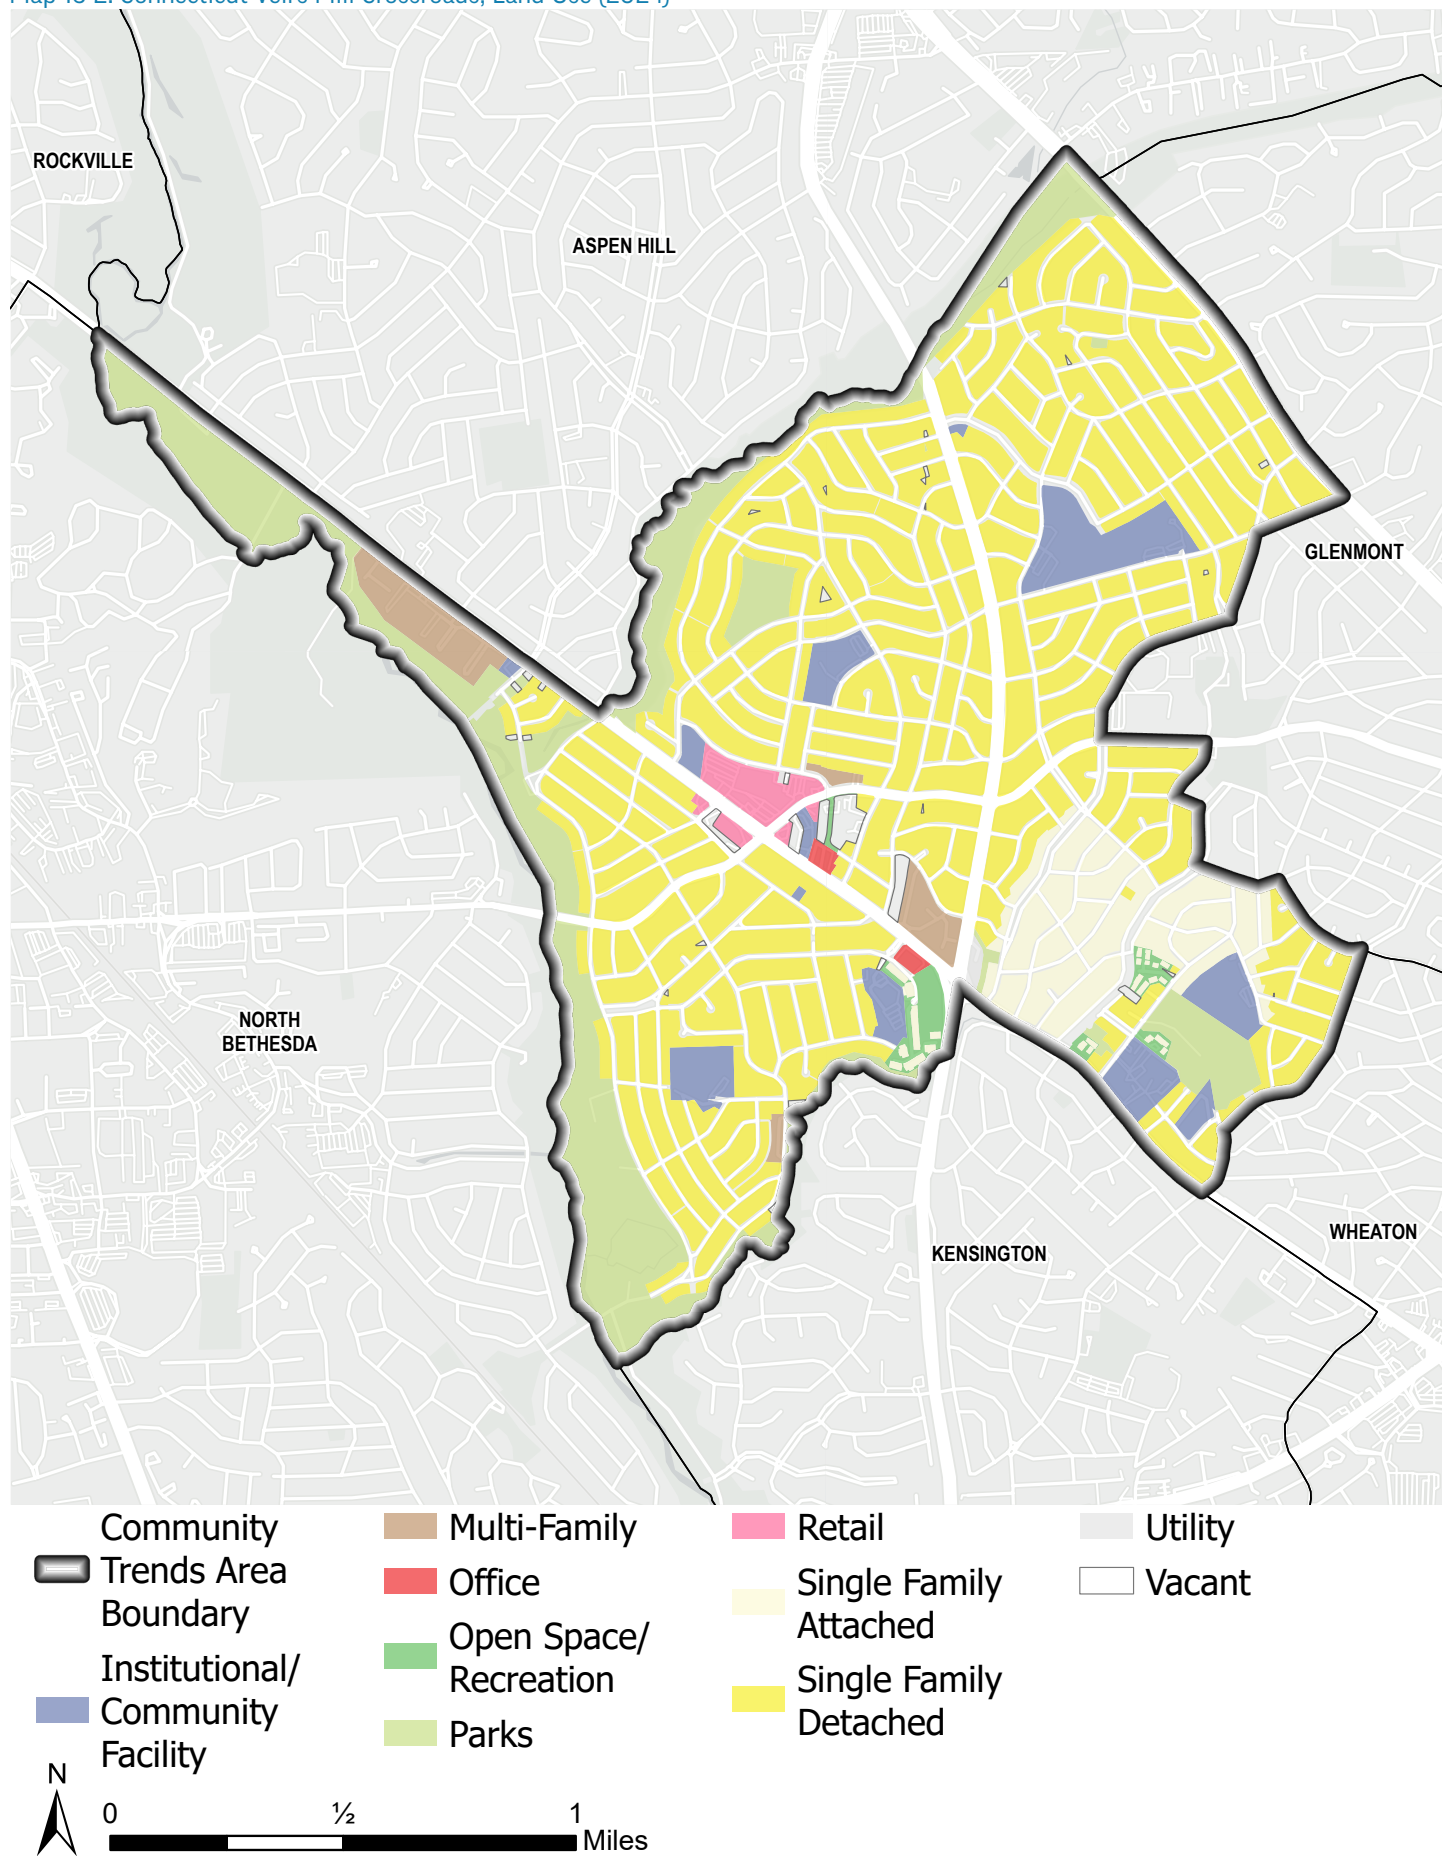 ROCKVILLE
ASPEN HILL
GLENMONT
NORTH
BETHESDA
KENSINGTON
WHEATON
Community
Trends Area
Boundary
Institutional/
Community
Facility
Multi-Family
Office
Open Space/
Recreation
Parks
Retail
Single Family
Attached
Single Family
Detached
Utility
Vacant
N
0 ½ 1
Miles